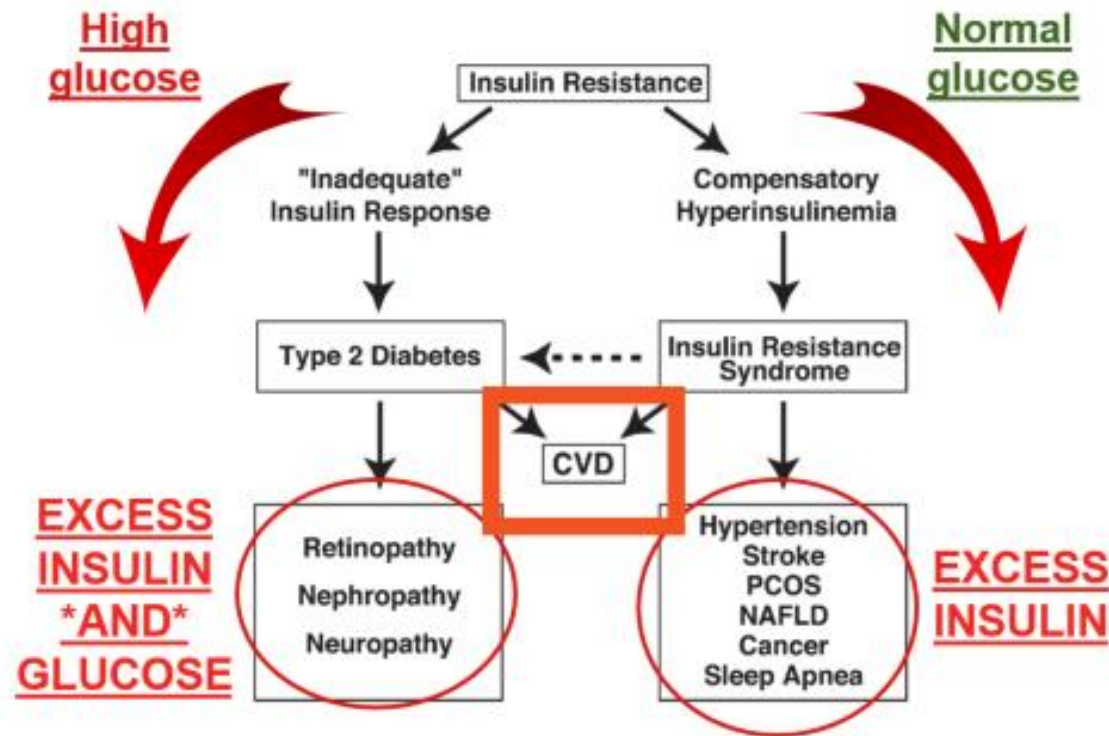 High
glucose
Normal
glucose
Insulin Resistance
"Inadequate"
Insulin Response
Compensatory
Hyperinsulinemia
Type 2 Diabetes
Insulin Resistance
Syndrome
CVD
EXCESS
INSULIN
*AND*
GLUCOSE
Retinopathy
Nephropathy
Neuropathy
Hypertension
Stroke
PCOS
NAFLD
Cancer
Sleep Apnea
EXCESS
INSULIN